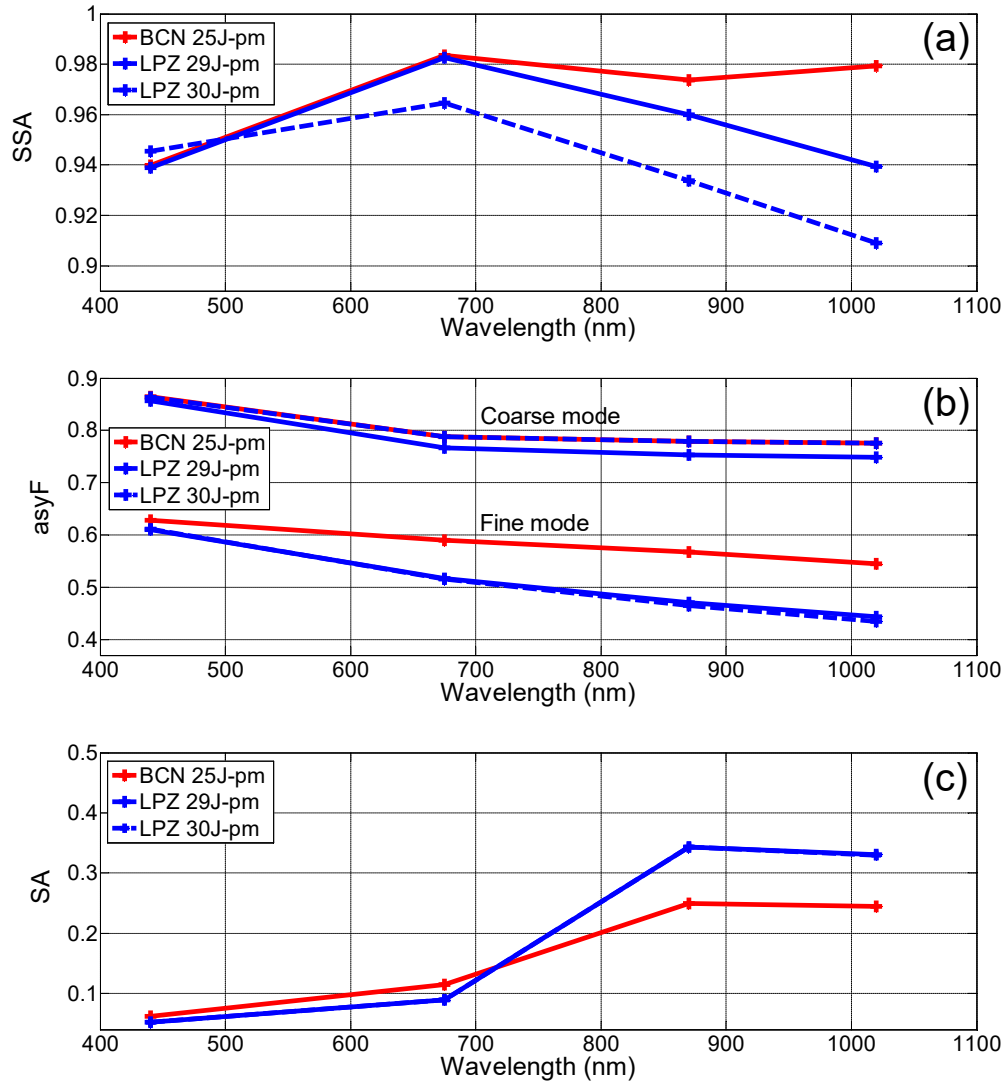 (a)
1
0.98
0.96
0.94
0.92
0.9
SSA
BCN 25J-pm
LPZ 29J-pm
LPZ 30J-pm
400 500 600 700 800 900 1000 1100
Wavelength (nm)
(b)
0.9
0.8
0.7
0.6
0.5
0.4
asyF
Coarse mode
BCN 25J-pm
LPZ 29J-pm
LPZ 30J-pm
Fine mode
400 500 600 700 800 900 1000 1100
Wavelength (nm)
(c)
0.5
0.4
0.3
0.2
0.1
SA
BCN 25J-pm
LPZ 29J-pm
LPZ 30J-pm
400 500 600 700 800 900 1000 1100
Wavelength (nm)